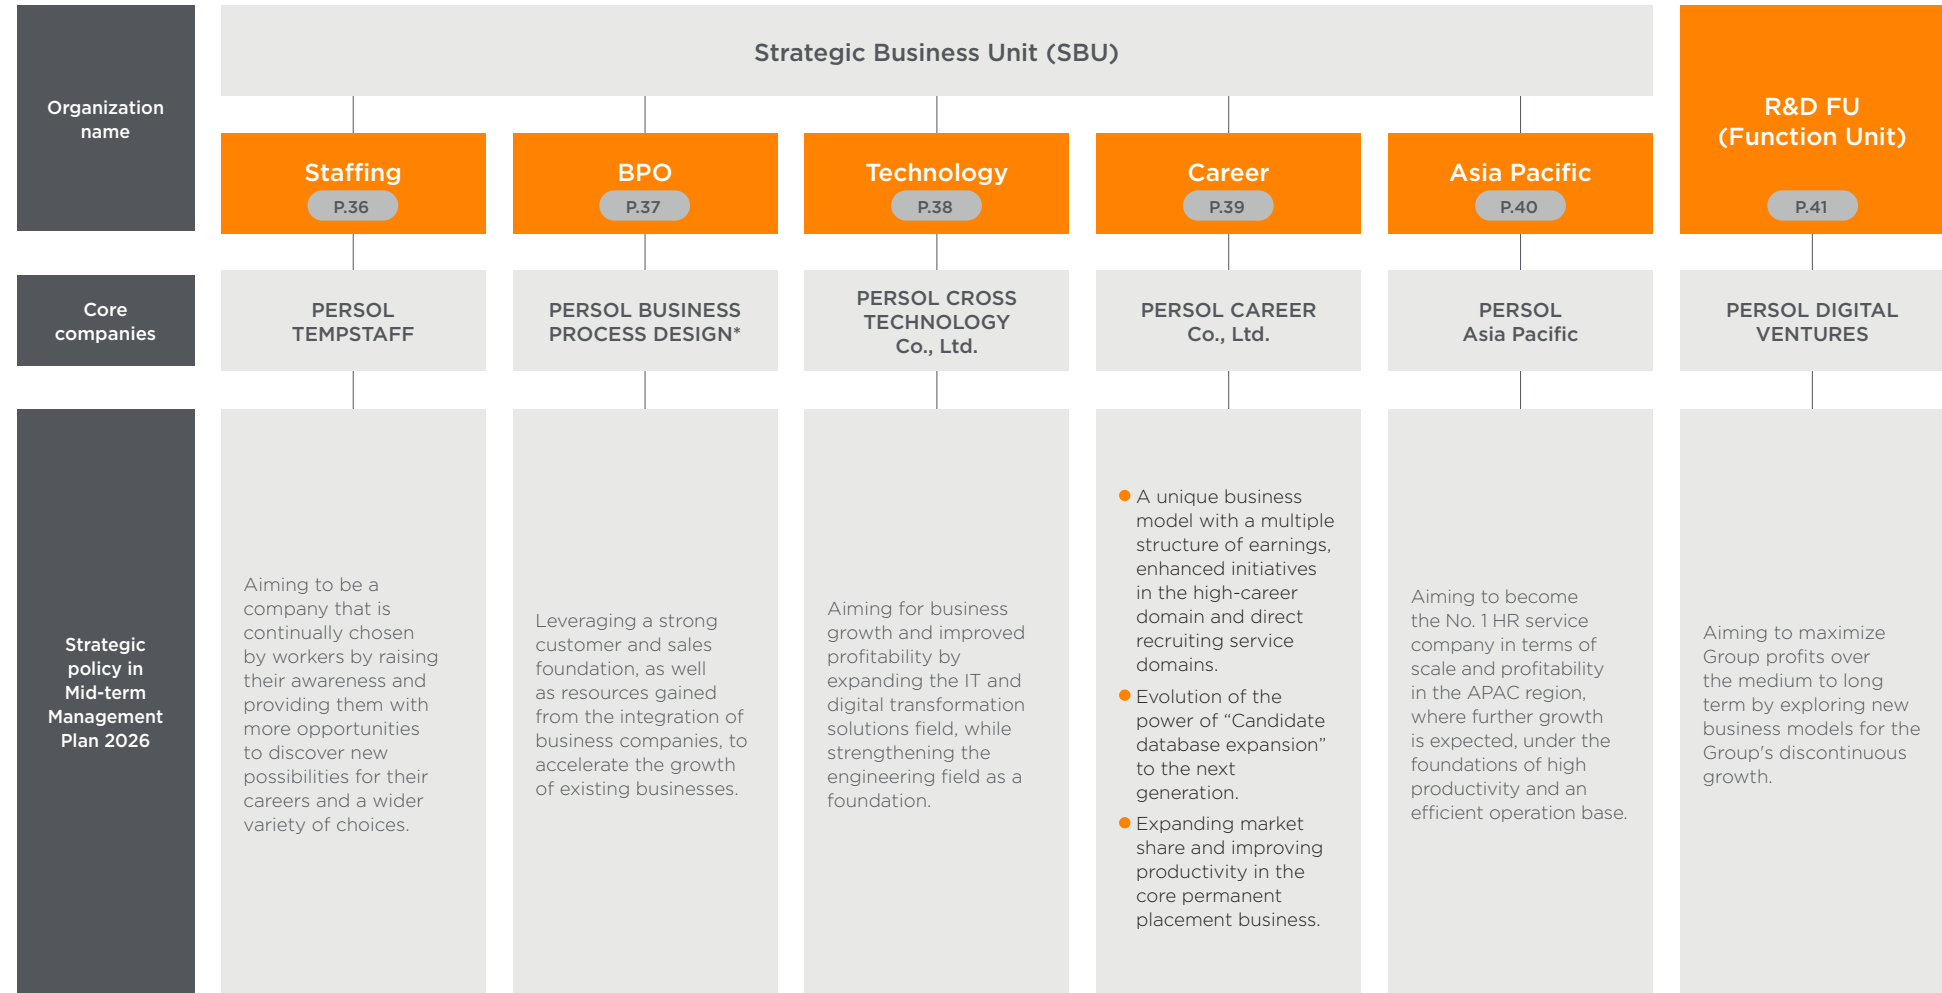 Organization
name
Strategic Business Unit (SBU)
Staffing
P.36
BPO
P.37
Technology
P.38
Career
P.39
Asia Pacific
P.40
R&D FU
(Function Unit)
P.41
Core
companies
PERSOL
TEMPSTAFF
PERSOL BUSINESS
PROCESS DESIGN*
PERSOL CROSS
TECHNOLOGY
Co., Ltd.
PERSOL CAREER
Co., Ltd.
PERSOL
Asia Pacific
PERSOL DIGITAL
VENTURES
Strategic
policy in
Mid-term
Management
Plan 2026
Aiming to be a
company that is
continually chosen
by workers by raising
their awareness and
providing them with
more opportunities
to discover new
possibilities for their
careers and a wider
variety of choices.
Leveraging a strong
customer and sales
foundation, as well
as resources gained
from the integration of
business companies, to
accelerate the growth
of existing businesses.
Aiming for business
growth and improved
profitability by
expanding the IT and
digital transformation
solutions field, while
strengthening the
engineering field as a
foundation.
● A unique business
model with a multiple
structure of earnings,
enhanced initiatives
in the high-career
domain and direct
recruiting service
domains.
● Evolution of the
power of “Candidate
database expansion”
to the next
generation.
● Expanding market
share and improving
productivity in the
core permanent
placement business.
Aiming to become
the No. 1 HR service
company in terms of
scale and profitability
in the APAC region,
where further growth
is expected, under the
foundations of high
productivity and an
efficient operation base.
Aiming to maximize
Group profits over
the medium to long
term by exploring new
business models for the
Group's discontinuous
growth.